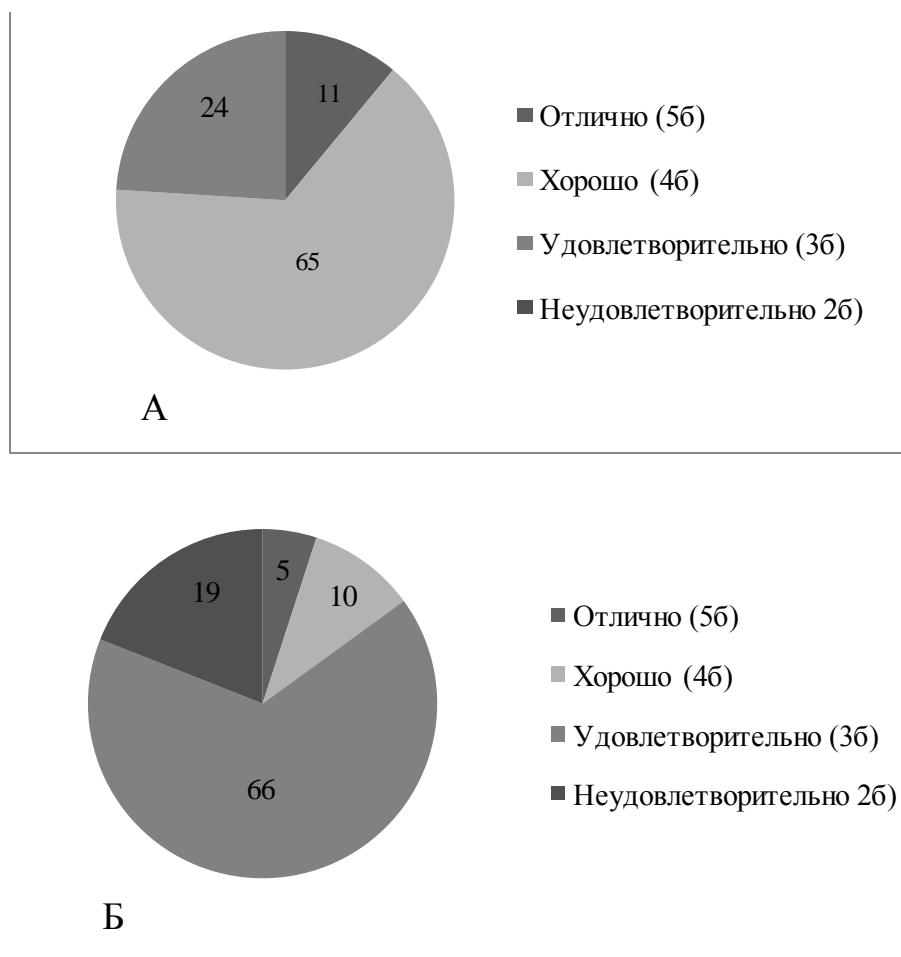 24
11
65
Отлично (5б)
Хорошо (4б)
Удовлетворительно (3б)
Неудовлетворительно 2б)
А
19
5
10
66
Отлично (5б)
Хорошо (4б)
Удовлетворительно (3б)
Неудовлетворительно 2б)
Б